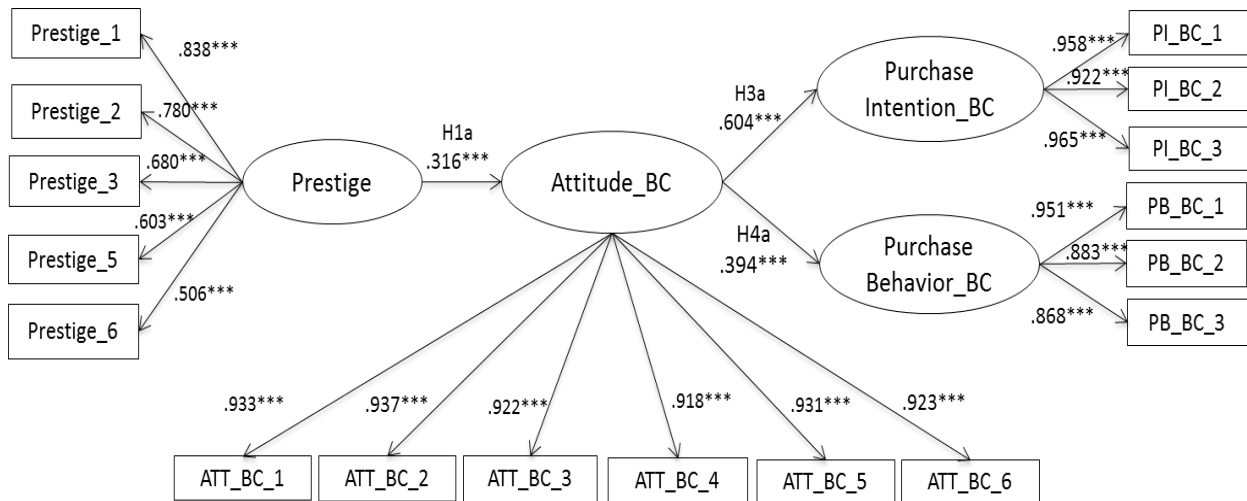 Prestige_1
.838***
Prestige_2
.780***
Prestige_3
.680***
Prestige_5
.603***
Prestige_6
.506***
Prestige
H1a
.316***
Attitude_BC
H3a
.604***
Purchase
Intention_BC
.958***
PI_BC_1
.922***
PI_BC_2
.965***
PI_BC_3
H4a
.394***
Purchase
Behavior_BC
.951***
PB_BC_1
.883***
PB_BC_2
.868***
PB_BC_3
.933***
.937***
.922***
.918***
.931***
.923***
ATT_BC_1
ATT_BC_2
ATT_BC_3
ATT_BC_4
ATT_BC_5
ATT_BC_6